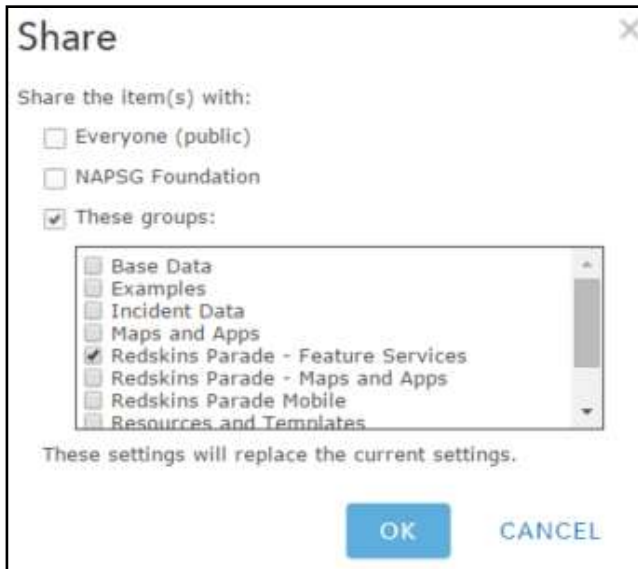 Share
Share the item(s) with:
Everyone (public)
NAPSG Foundation
These groups:
Base Data
Examples
Incident Data
Maps and Apps
Redskins Parade - Feature Services
Redskins Parade - Maps and Apps
Redskins Parade Mobile
Resources and Templates
These settings will replace the current settings.
OK CANCEL